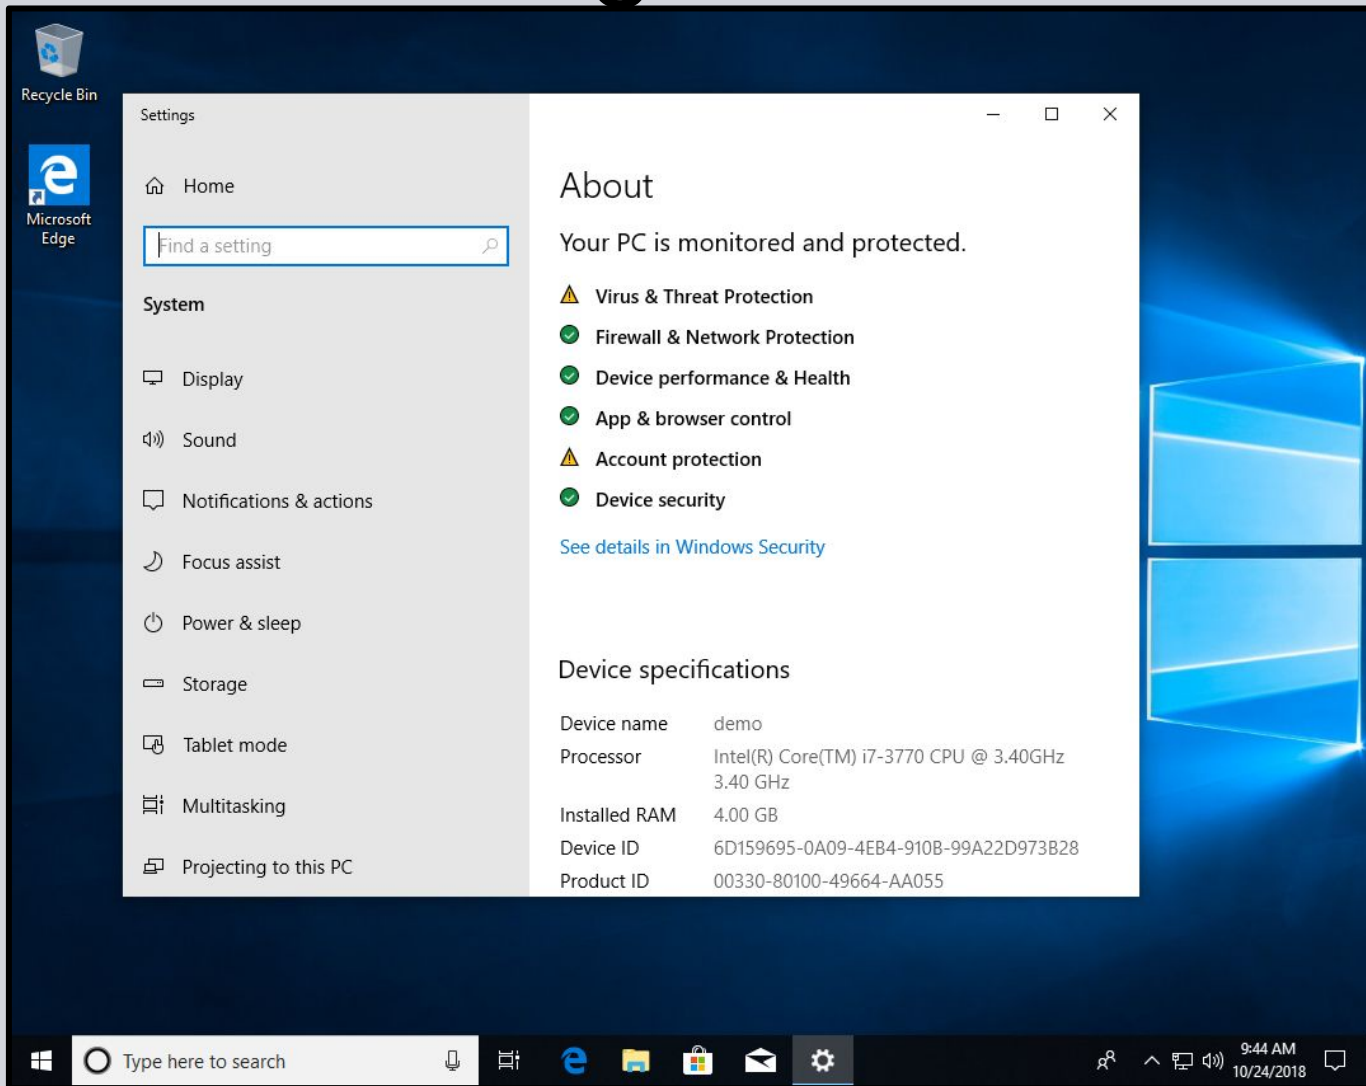 Recycle Bin
Microsoft
Edge
Settings
Home
Find a setting
System
Display
Sound
Notifications & actions
Focus assist
Power & sleep
Storage
Tablet mode
Multitasking
Projecting to this PC
About
Your PC is monitored and protected.
Virus & Threat Protection
Firewall & Network Protection
Device performance & Health
App & browser control
Account protection
Device security
See details in Windows Security
Device specifications
Device name demo
Processor Intel(R) Core(TM) i7-3770 CPU @ 3.40GHz
3.40 GHz
Installed RAM 4.00 GB
Device ID 6D159695-0A09-4EB4-910B-99A22D973B28
Product ID 00330-80100-49664-AA055
Type here to search
9:44 AM
10/24/2018